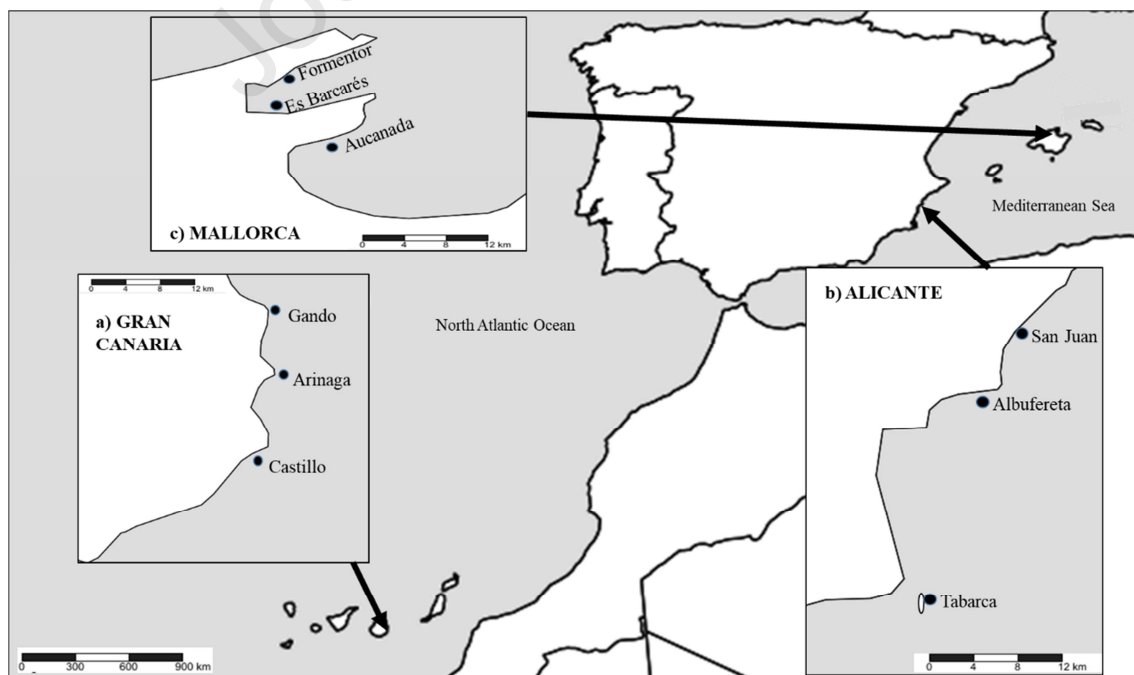 Jo
Formentor
Es Barcarés
Aucanada
c) MALLORCA
0 4 8 12 km
Mediterranean Sea
0 4 8 12 km
a) GRAN
CANARIA
Gando
Arinaga
Castillo
North Atlantic Ocean
b) ALICANTE
San Juan
Albufereta
Tabarca
0 4 8 12 km
0 300 600 900 km